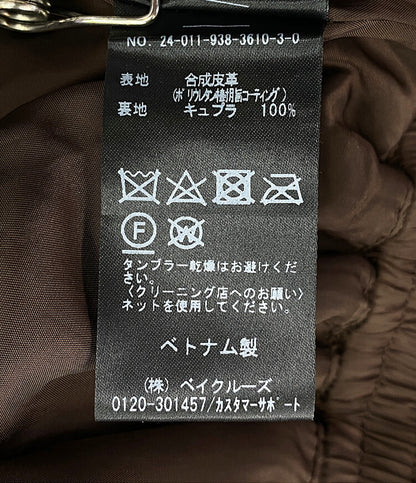 NO. 24-011-938-3610-3-0
表地 合成皮革
(ﾎﾟﾘｳﾚﾀﾝ樹脂ｺｰﾃｨﾝｸﾞ)
裏地 キュプラ 100%
F W
タンブラー乾燥はお避けくだ
さい。
〈クリーニング店へのお願い〉
ネットを使用してください。
ベトナム製
(株) ベイクルーズ
0120-301457/ｶｽﾀﾏｰｻﾎﾟｰﾄ